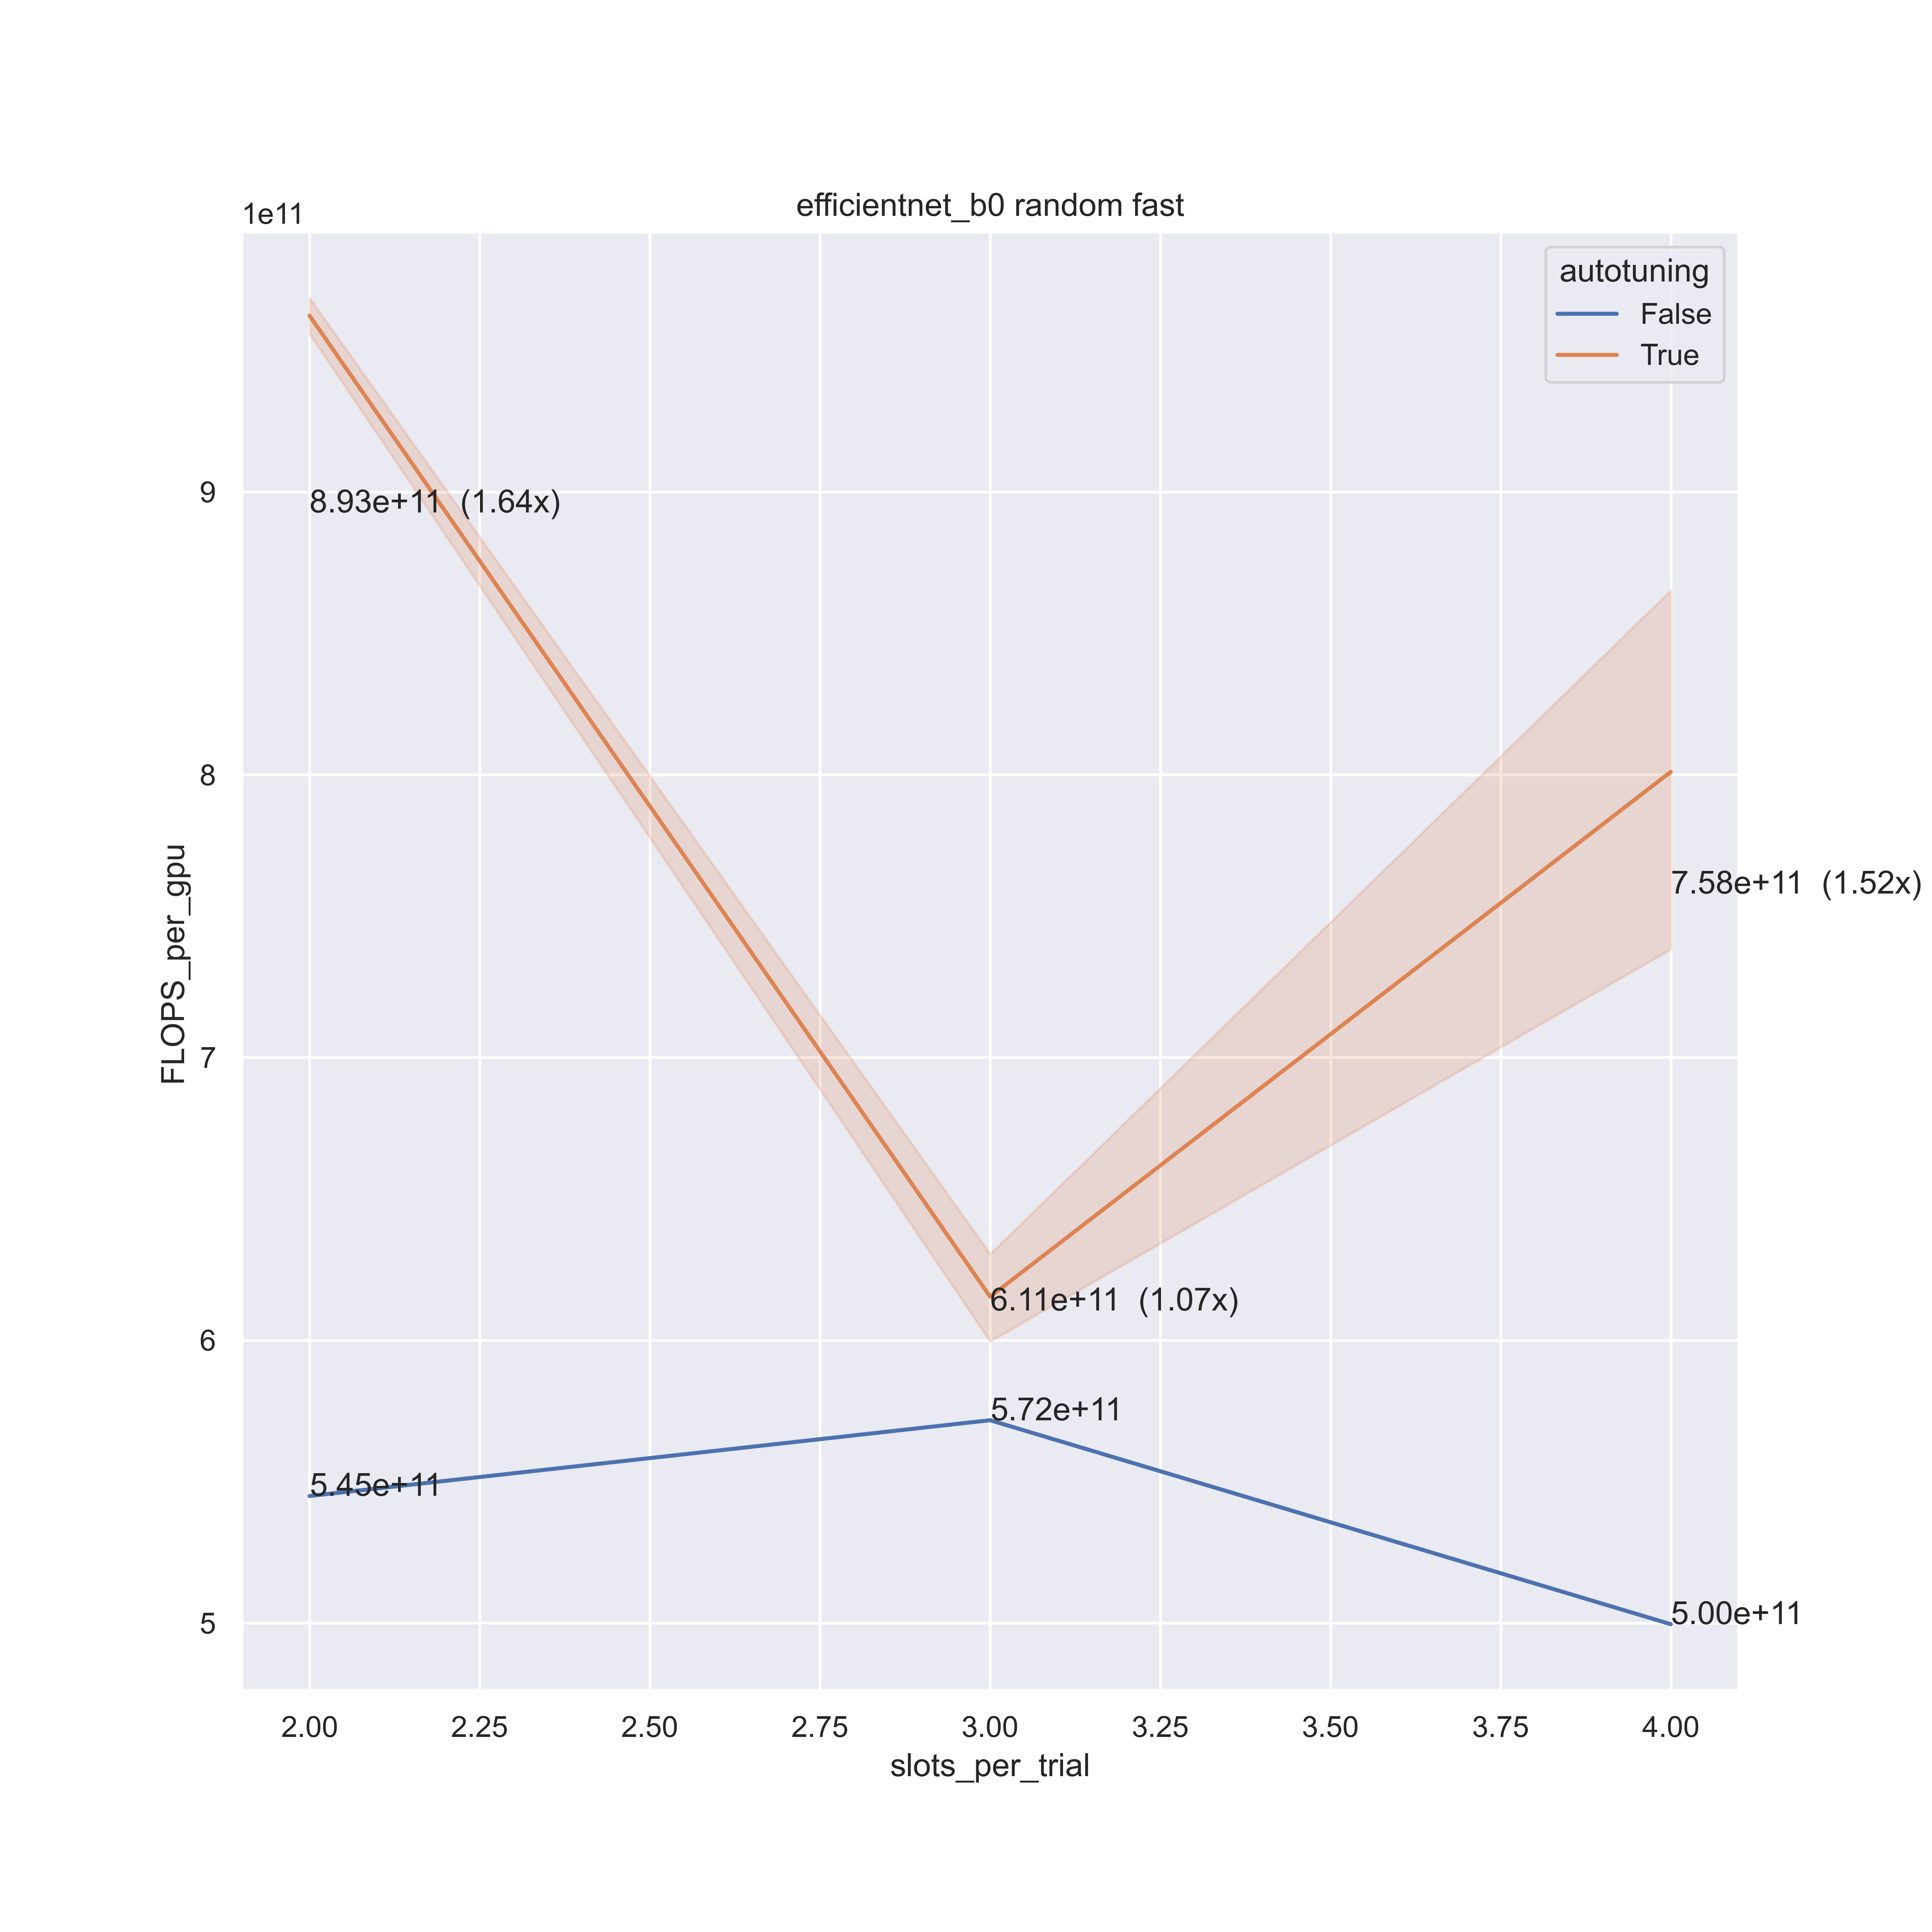 efficientnet_b0 random fast
1e11
autotuning
False
True
9
8
7
6
5
FLOPS_per_gpu
8.93e+11 (1.64x)
7.58e+11 (1.52x)
6.11e+11 (1.07x)
5.72e+11
5.45e+11
5.00e+11
2.00 2.25 2.50 2.75 3.00 3.25 3.50 3.75 4.00
slots_per_trial